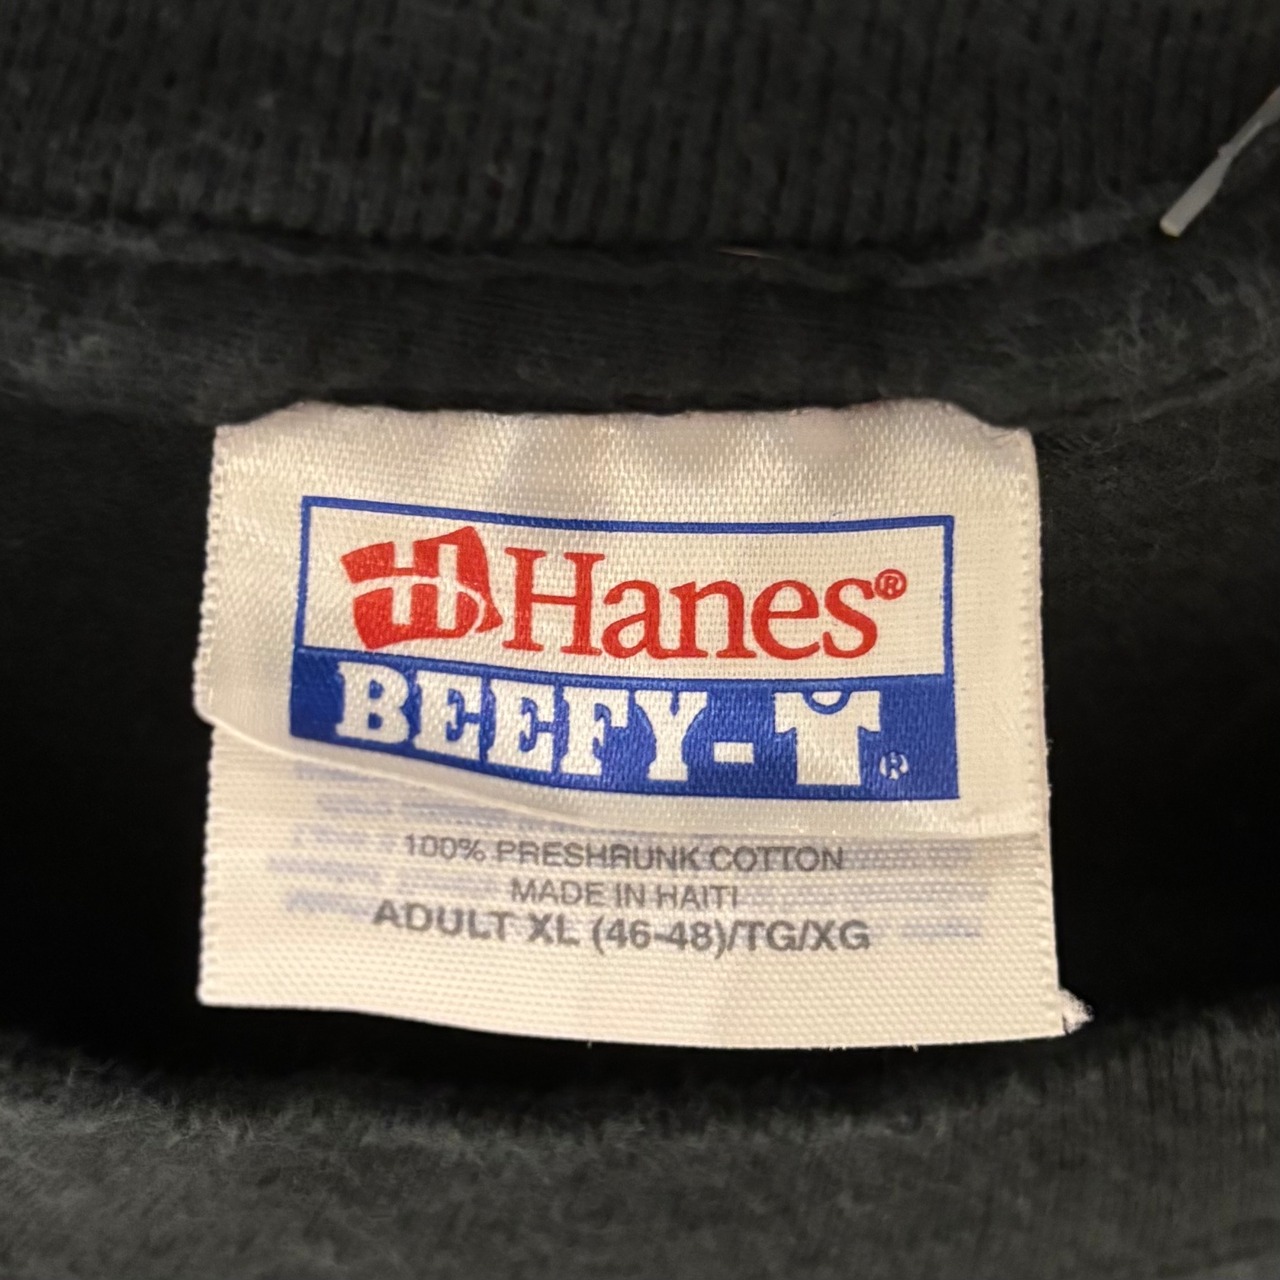 H Hanes®
BEEFY-T®
100% PRESHRUNK COTTON
MADE IN HAITI
ADULT XL (46-48)/TG/XG